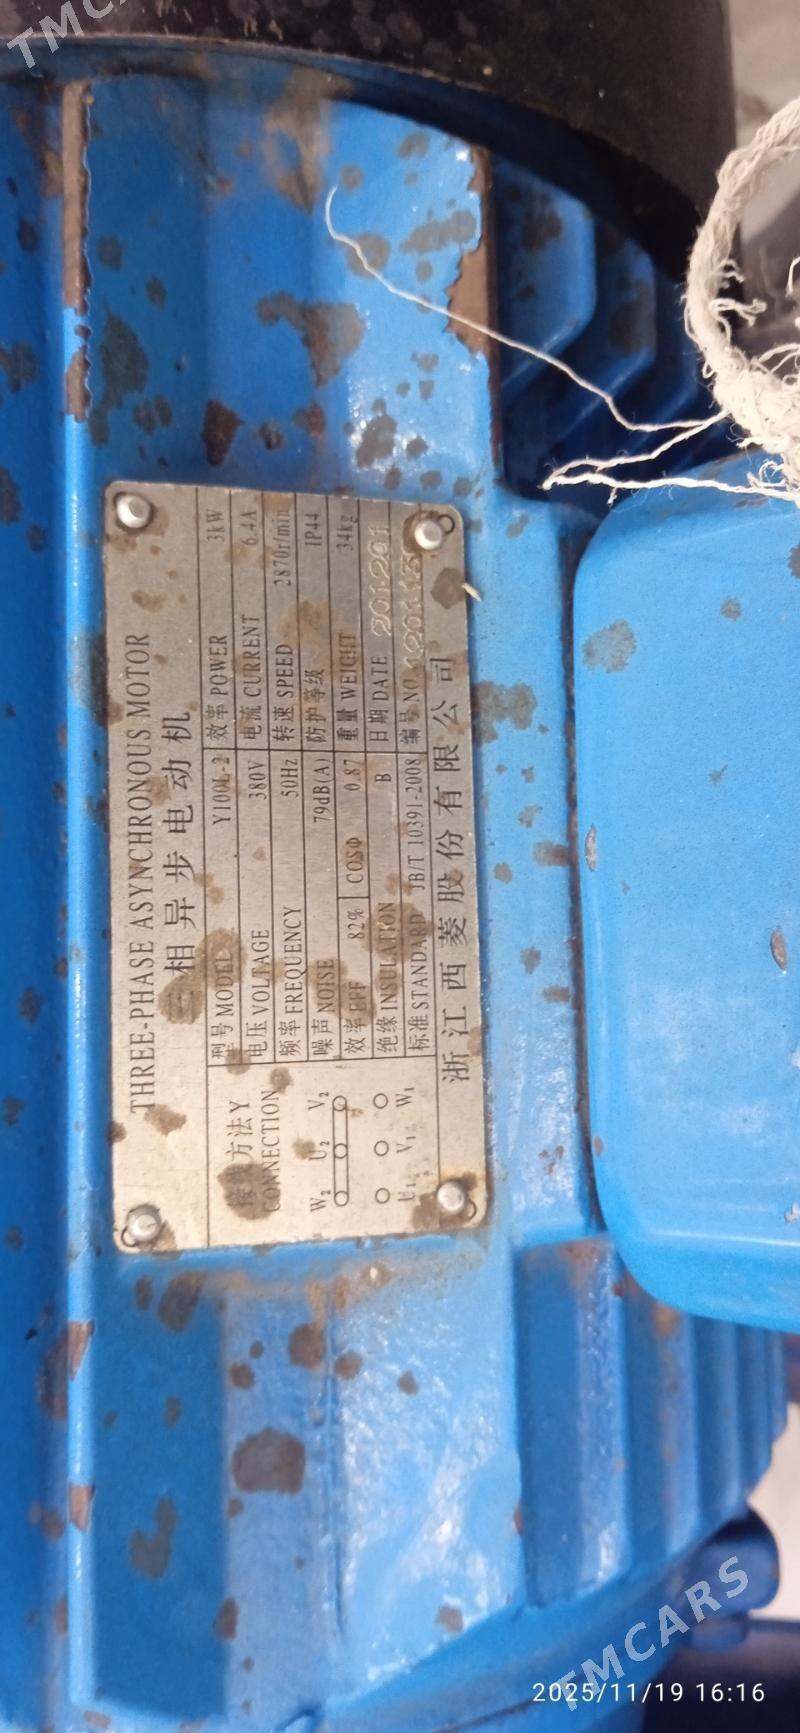 THREE-PHASE ASYNCHRONOUS MOTOR
三相异步电动机
接线方法 Y
CONNECTION
W₂ U₂ V₂
U₁ V₁ W₁
型号 MODEL Y100L-2 效率 POWER 3kW
电压 VOLTAGE 380V 电流 CURRENT 6.4A
频率 FREQUENCY 50Hz 转速 SPEED 2870r/min
噪声 NOISE 79dB(A) 防护等级 IP44
效率 EFF 82% COSΦ 0.87 重量 WEIGHT 34kg
绝缘 INSULATION B 日期 DATE 201201
标准 STANDARD JB/T 10391-2008 编号 NO.
浙江西菱股份有限公司
TMCARS
TMCARS
2025/11/19 16:16